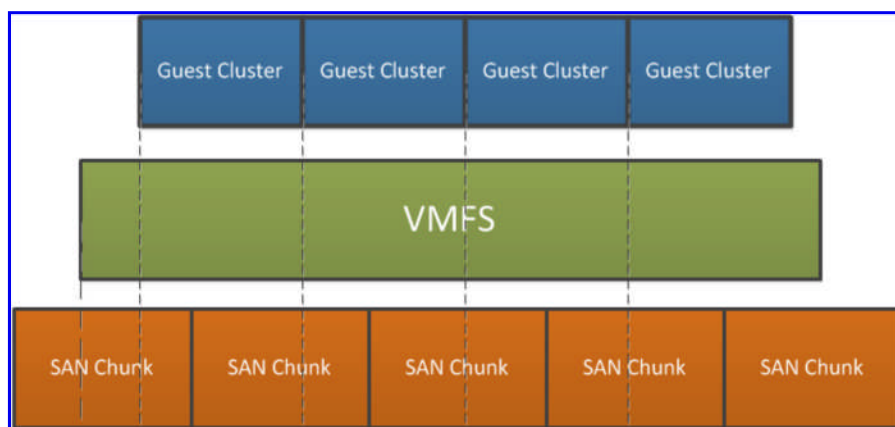 Guest Cluster Guest Cluster Guest Cluster Guest Cluster
VMFS
SAN Chunk SAN Chunk SAN Chunk SAN Chunk SAN Chunk